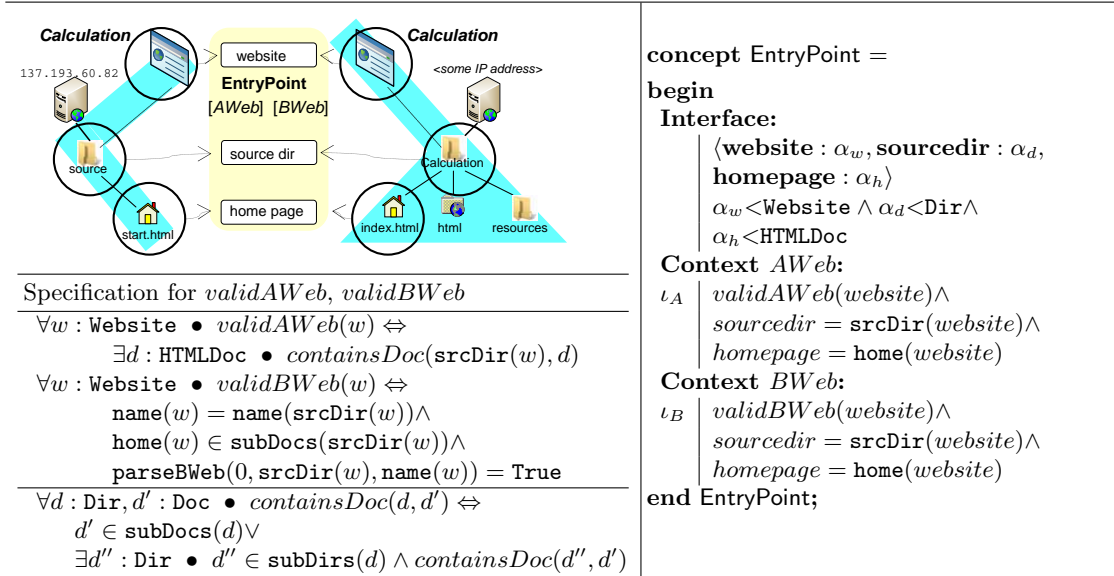 Calculation
Calculation
137.193.60.82
website
<some IP address>
EntryPoint
[AWeb] [BWeb]
source
source dir
Calculation
home page
start.html
index.html
html
resources
Specification for validAWeb, validBWeb
∀w : Website • validAWeb(w) ⇔
∃d : HTMLDoc • containsDoc(srcDir(w), d)
∀w : Website • validBWeb(w) ⇔
name(w) = name(srcDir(w))∧
home(w) ∈ subDocs(srcDir(w))∧
parseBWeb(0, srcDir(w), name(w)) = True
∀d : Dir, d′ : Doc • containsDoc(d, d′) ⇔
d′ ∈ subDocs(d)∨
∃d′′ : Dir • d′′ ∈ subDirs(d) ∧ containsDoc(d′′, d′)
concept EntryPoint =
begin
Interface:
⟨website : α_w, sourcedir : α_d,
homepage : α_h⟩
α_w<Website ∧ α_d<Dir∧
α_h<HTMLDoc
Context AWeb:
ι_A validAWeb(website)∧
sourcedir = srcDir(website)∧
homepage = home(website)
Context BWeb:
ι_B validBWeb(website)∧
sourcedir = srcDir(website)∧
homepage = home(website)
end EntryPoint;